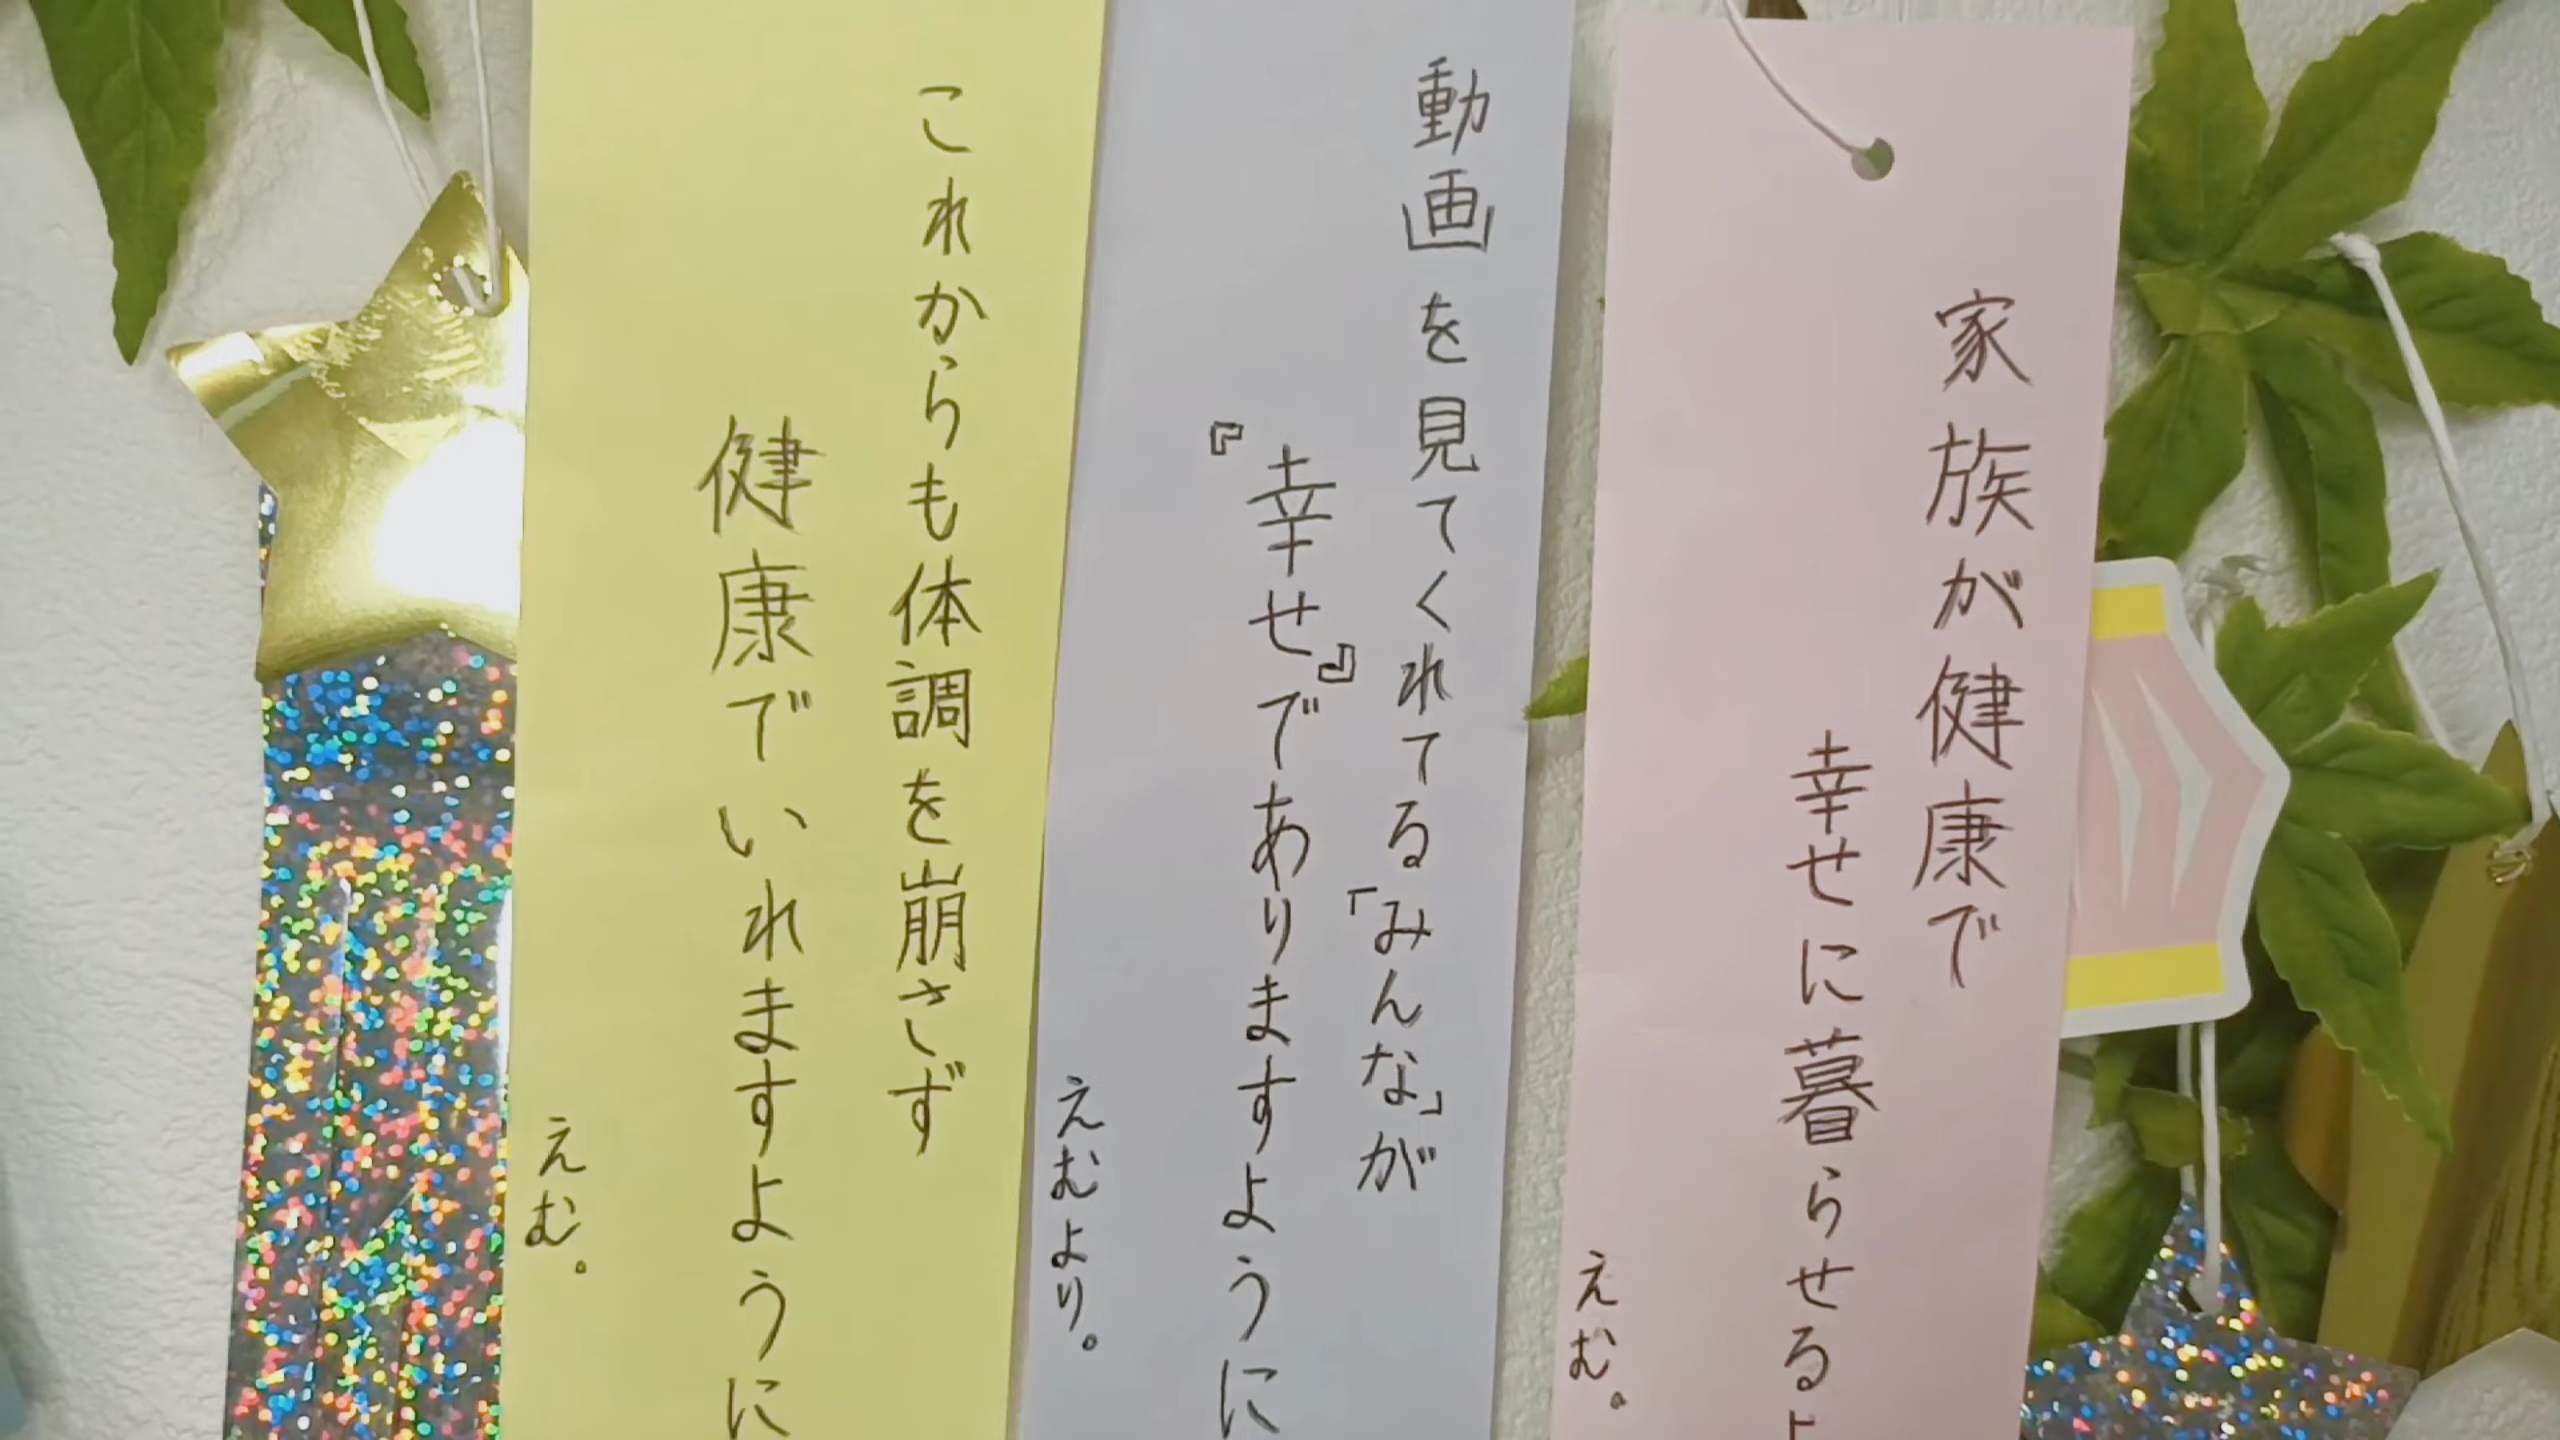 家族が健康で
幸せに暮らせるよ
えむ。
動画を見てくれてる「みんな」が
『幸せ』でありますように
えむより。
これからも体調を崩さず
健康でいれますように
えむ。